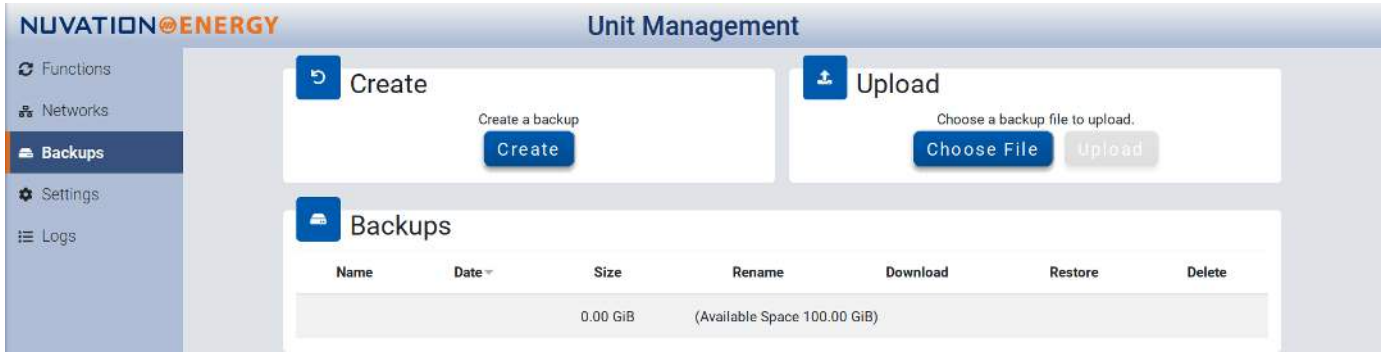 NUVATION ENERGY
Unit Management
Functions
Networks
Backups
Settings
Logs
Create
Create a backup
Create
Upload
Choose a backup file to upload.
Choose File Upload
Backups
Name Date Size Rename Download Restore Delete
0.00 GiB (Available Space 100.00 GiB)